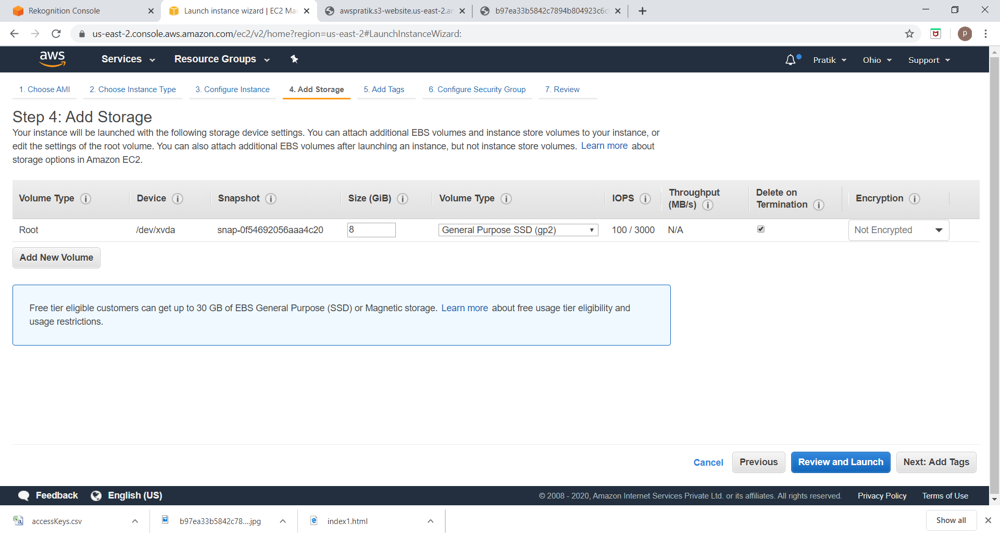 Rekognition Console
Launch instance wizard | EC2 Ma
awspratik.s3-website.us-east-2.a
b97ea33b5842c7894b804923c6c
us-east-2.console.aws.amazon.com/ec2/v2/home?region=us-east-2#LaunchInstanceWizard:
P
aws
Services
Resource Groups
Pratik
Ohio
Support
1. Choose AMI
2. Choose Instance Type
3. Configure Instance
4. Add Storage
5. Add Tags
6. Configure Security Group
7. Review
Step 4: Add Storage
Your instance will be launched with the following storage device settings. You can attach additional EBS volumes and instance store volumes to your instance, or
edit the settings of the root volume. You can also attach additional EBS volumes after launching an instance, but not instance store volumes. Learn more about
storage options in Amazon EC2.
Volume Type
Device
Snapshot
Size (GiB)
Volume Type
IOPS
Throughput
(MB/s)
Delete on
Termination
Encryption
Root
/dev/xvda
snap-0f54692056aaa4c20
8
General Purpose SSD (gp2)
100 / 3000
N/A
Not Encrypted
Add New Volume
Free tier eligible customers can get up to 30 GB of EBS General Purpose (SSD) or Magnetic storage. Learn more about free usage tier eligibility and
usage restrictions.
Cancel
Previous
Review and Launch
Next: Add Tags
Feedback
English (US)
© 2008 - 2020, Amazon Internet Services Private Ltd. or its affiliates. All rights reserved.
Privacy Policy
Terms of Use
accessKeys.csv
b97ea33b5842c78....jpg
index1.html
Show all